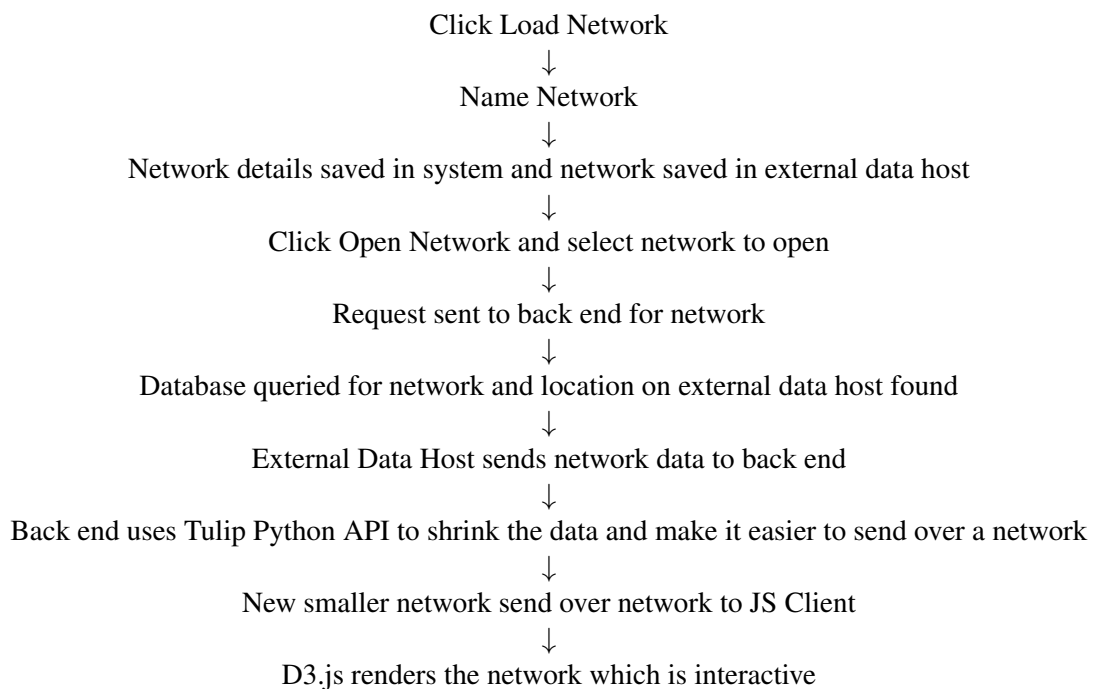 Click Load Network
↓
Name Network
↓
Network details saved in system and network saved in external data host
↓
Click Open Network and select network to open
↓
Request sent to back end for network
↓
Database queried for network and location on external data host found
↓
External Data Host sends network data to back end
↓
Back end uses Tulip Python API to shrink the data and make it easier to send over a network
↓
New smaller network send over network to JS Client
↓
D3.js renders the network which is interactive